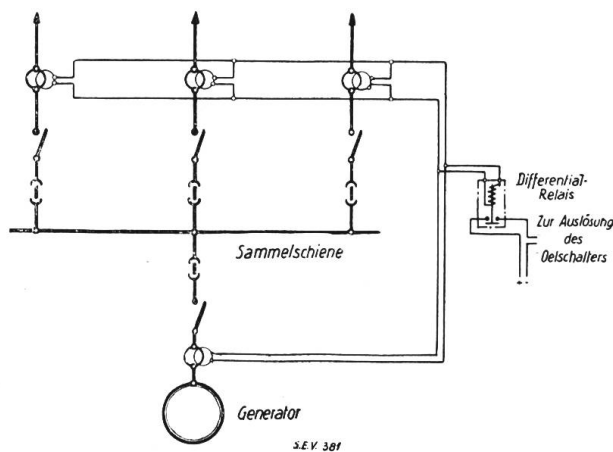 Differential-
Relais
Zur Auslösung
des
Oelschalters
Sammelschiene
Generator
S.E.V. 381